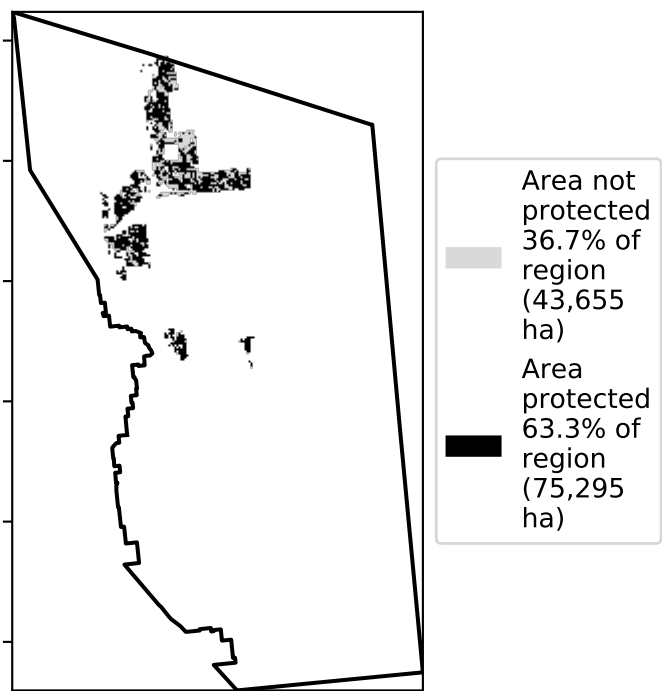 Area not
protected
36.7% of
region
(43,655
ha)
Area
protected
63.3% of
region
(75,295
ha)